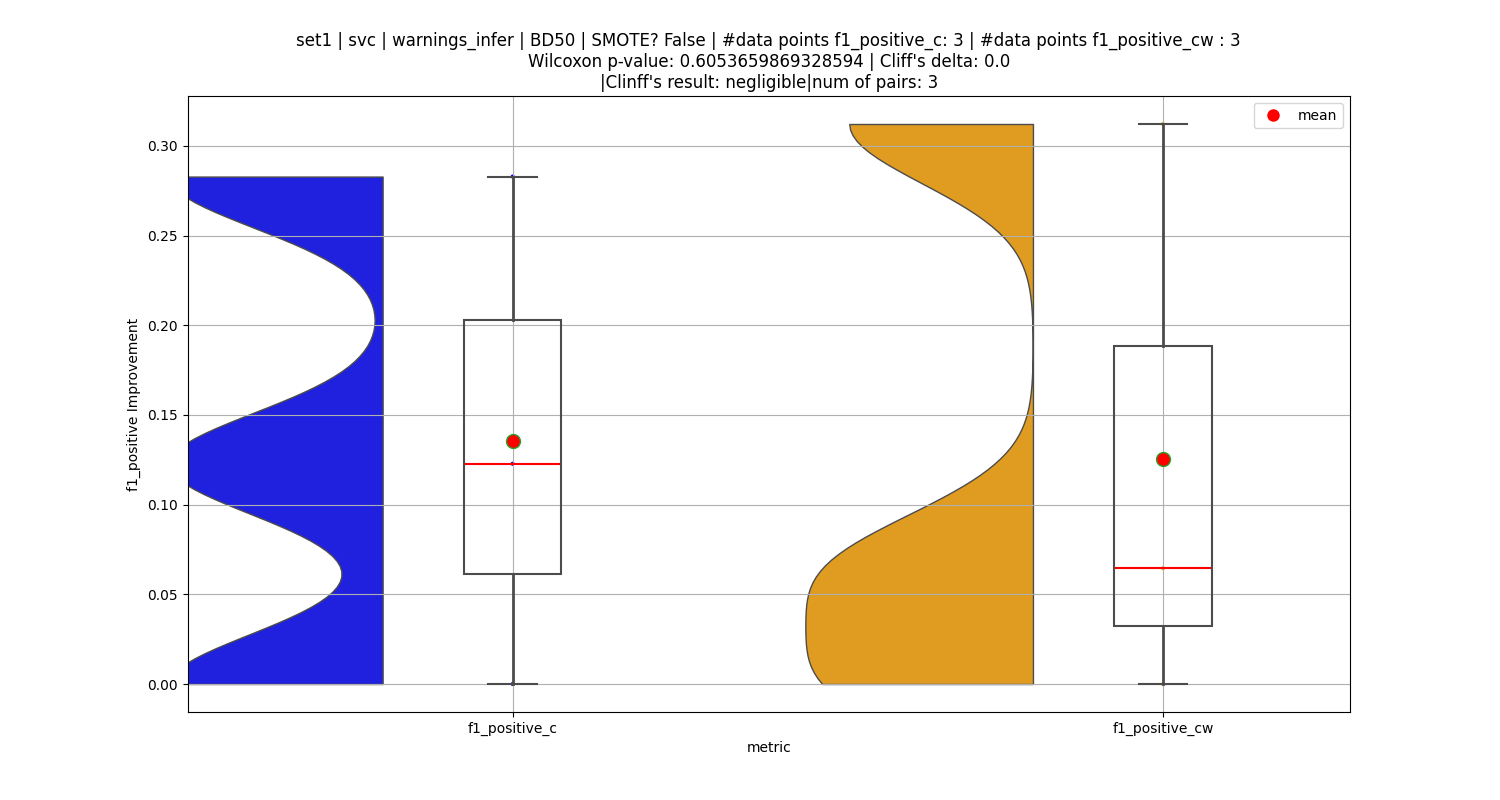 set1 | svc | warnings_infer | BD50 | SMOTE? False | #data points f1_positive_c: 3 | #data points f1_positive_cw : 3
Wilcoxon p-value: 0.6053659869328594 | Cliff's delta: 0.0
|Clinff's result: negligible|num of pairs: 3
mean
0.30
0.25
0.20
0.15
0.10
0.05
0.00
f1_positive Improvement
f1_positive_c
f1_positive_cw
metric